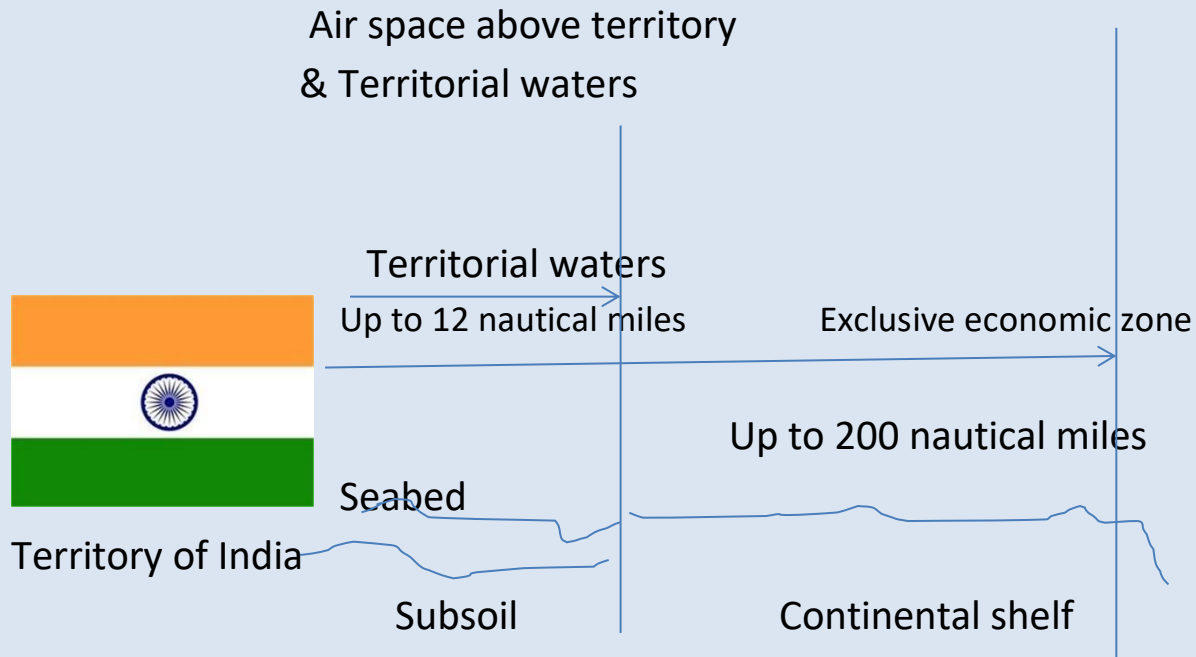 Air space above territory
& Territorial waters
Territorial waters
Up to 12 nautical miles
Exclusive economic zone
Up to 200 nautical miles
Seabed
Territory of India
Subsoil
Continental shelf